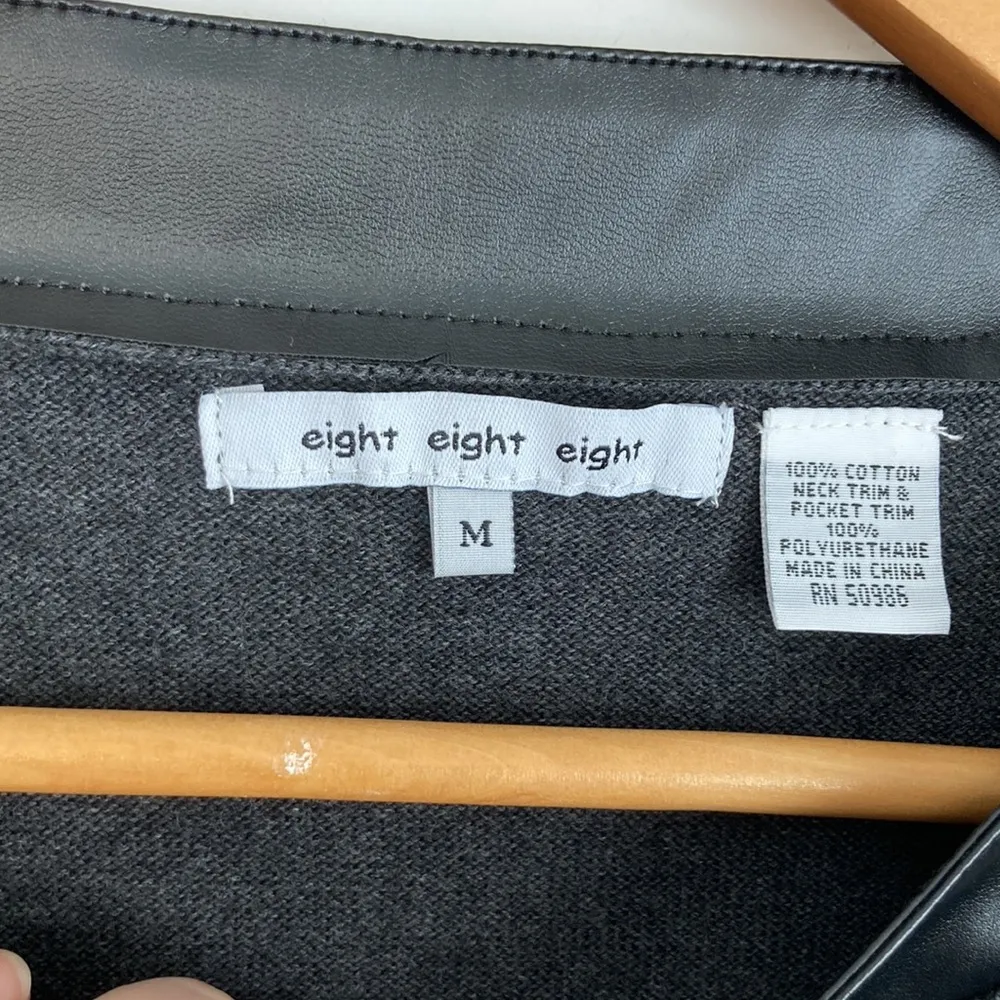 eight eight eight
M
100% COTTON
NECK TRIM &
POCKET TRIM
100%
POLYURETHANE
MADE IN CHINA
RN 50986